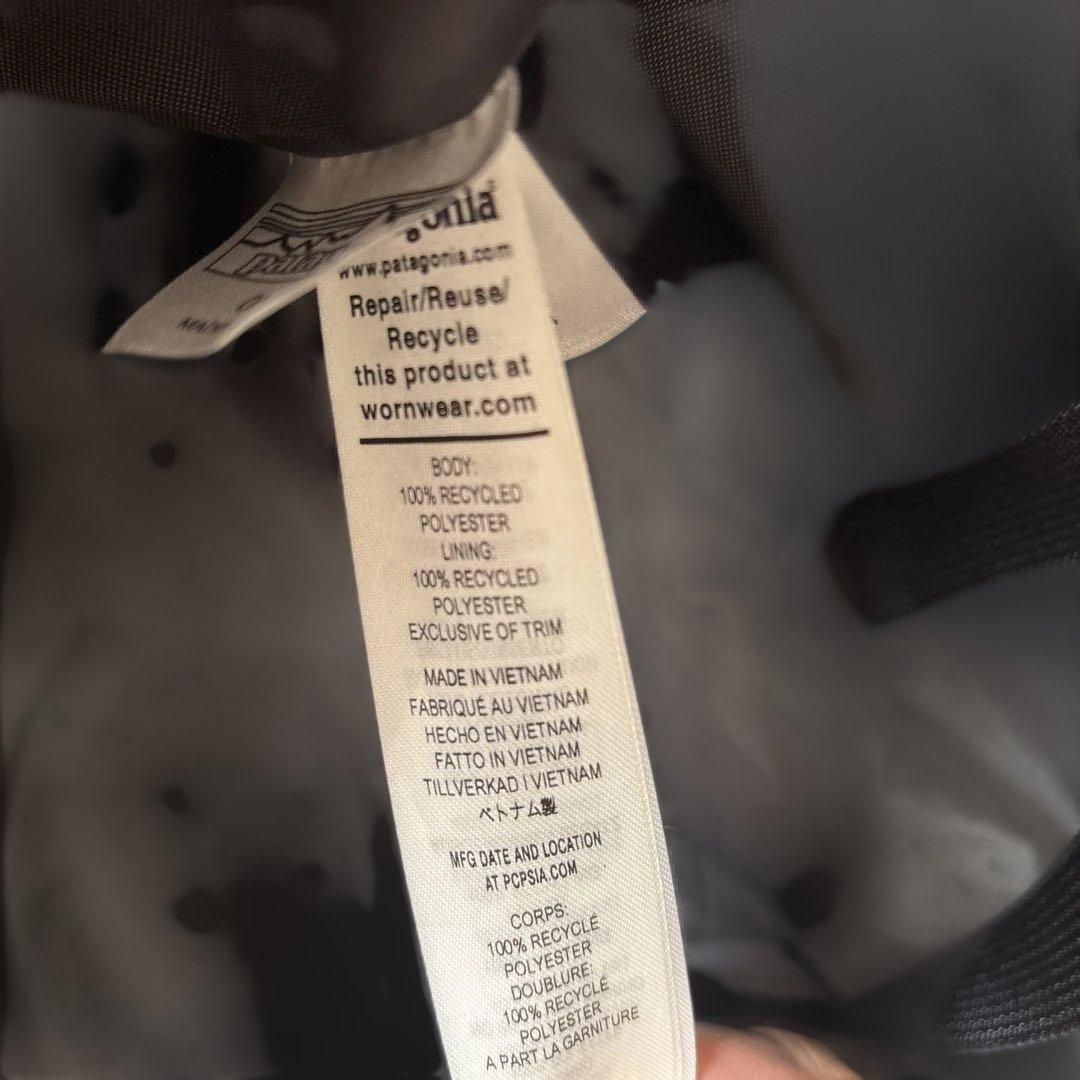 www.patagonia.com
Repair/Reuse/
Recycle
this product at
wornwear.com
BODY:
100% RECYCLED
POLYESTER
LINING:
100% RECYCLED
POLYESTER
EXCLUSIVE OF TRIM
MADE IN VIETNAM
FABRIQUÉ AU VIETNAM
HECHO EN VIETNAM
FATTO IN VIETNAM
TILLVERKAD I VIETNAM
ベトナム製
MFG DATE AND LOCATION
AT PCPSIA.COM
CORPS:
100% RECYCLÉ
POLYESTER
DOUBLURE:
100% RECYCLÉ
POLYESTER
A PART LA GARNITURE